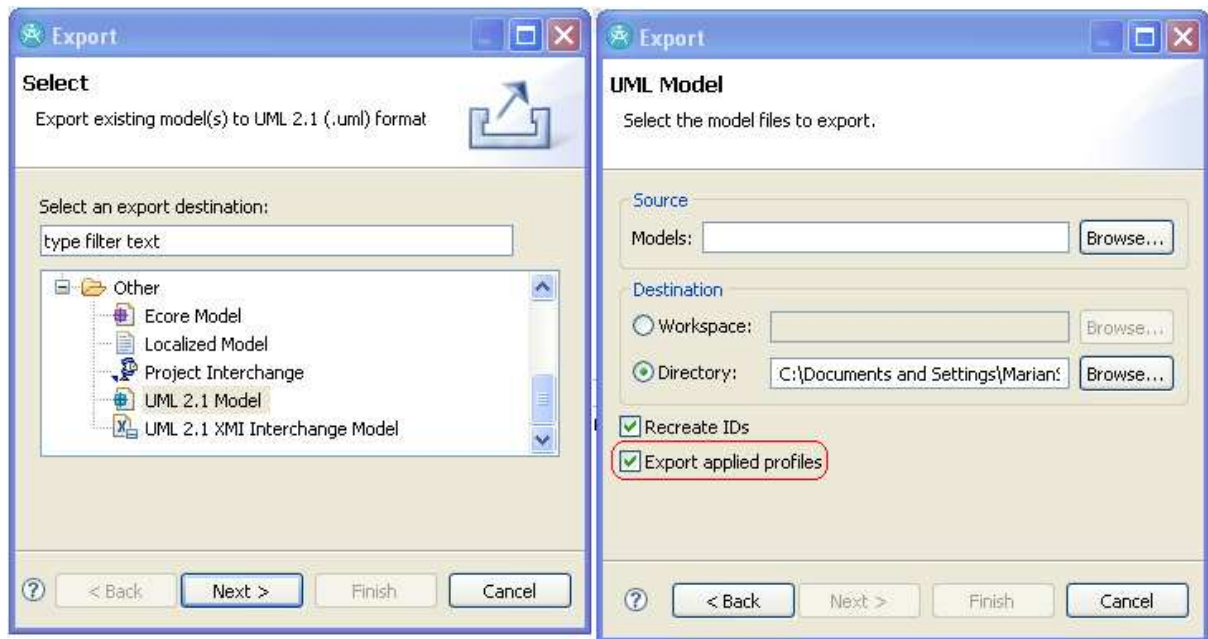 Export
Select
Export existing model(s) to UML 2.1 (.uml) format
Select an export destination:
type filter text
Other
Ecore Model
Localized Model
Project Interchange
UML 2.1 Model
UML 2.1 XMI Interchange Model
< Back Next > Finish Cancel
Export
UML Model
Select the model files to export.
Source
Models: Browse...
Destination
Workspace: Browse...
Directory: C:\Documents and Settings\Marian Browse...
Recreate IDs
Export applied profiles
< Back Next > Finish Cancel